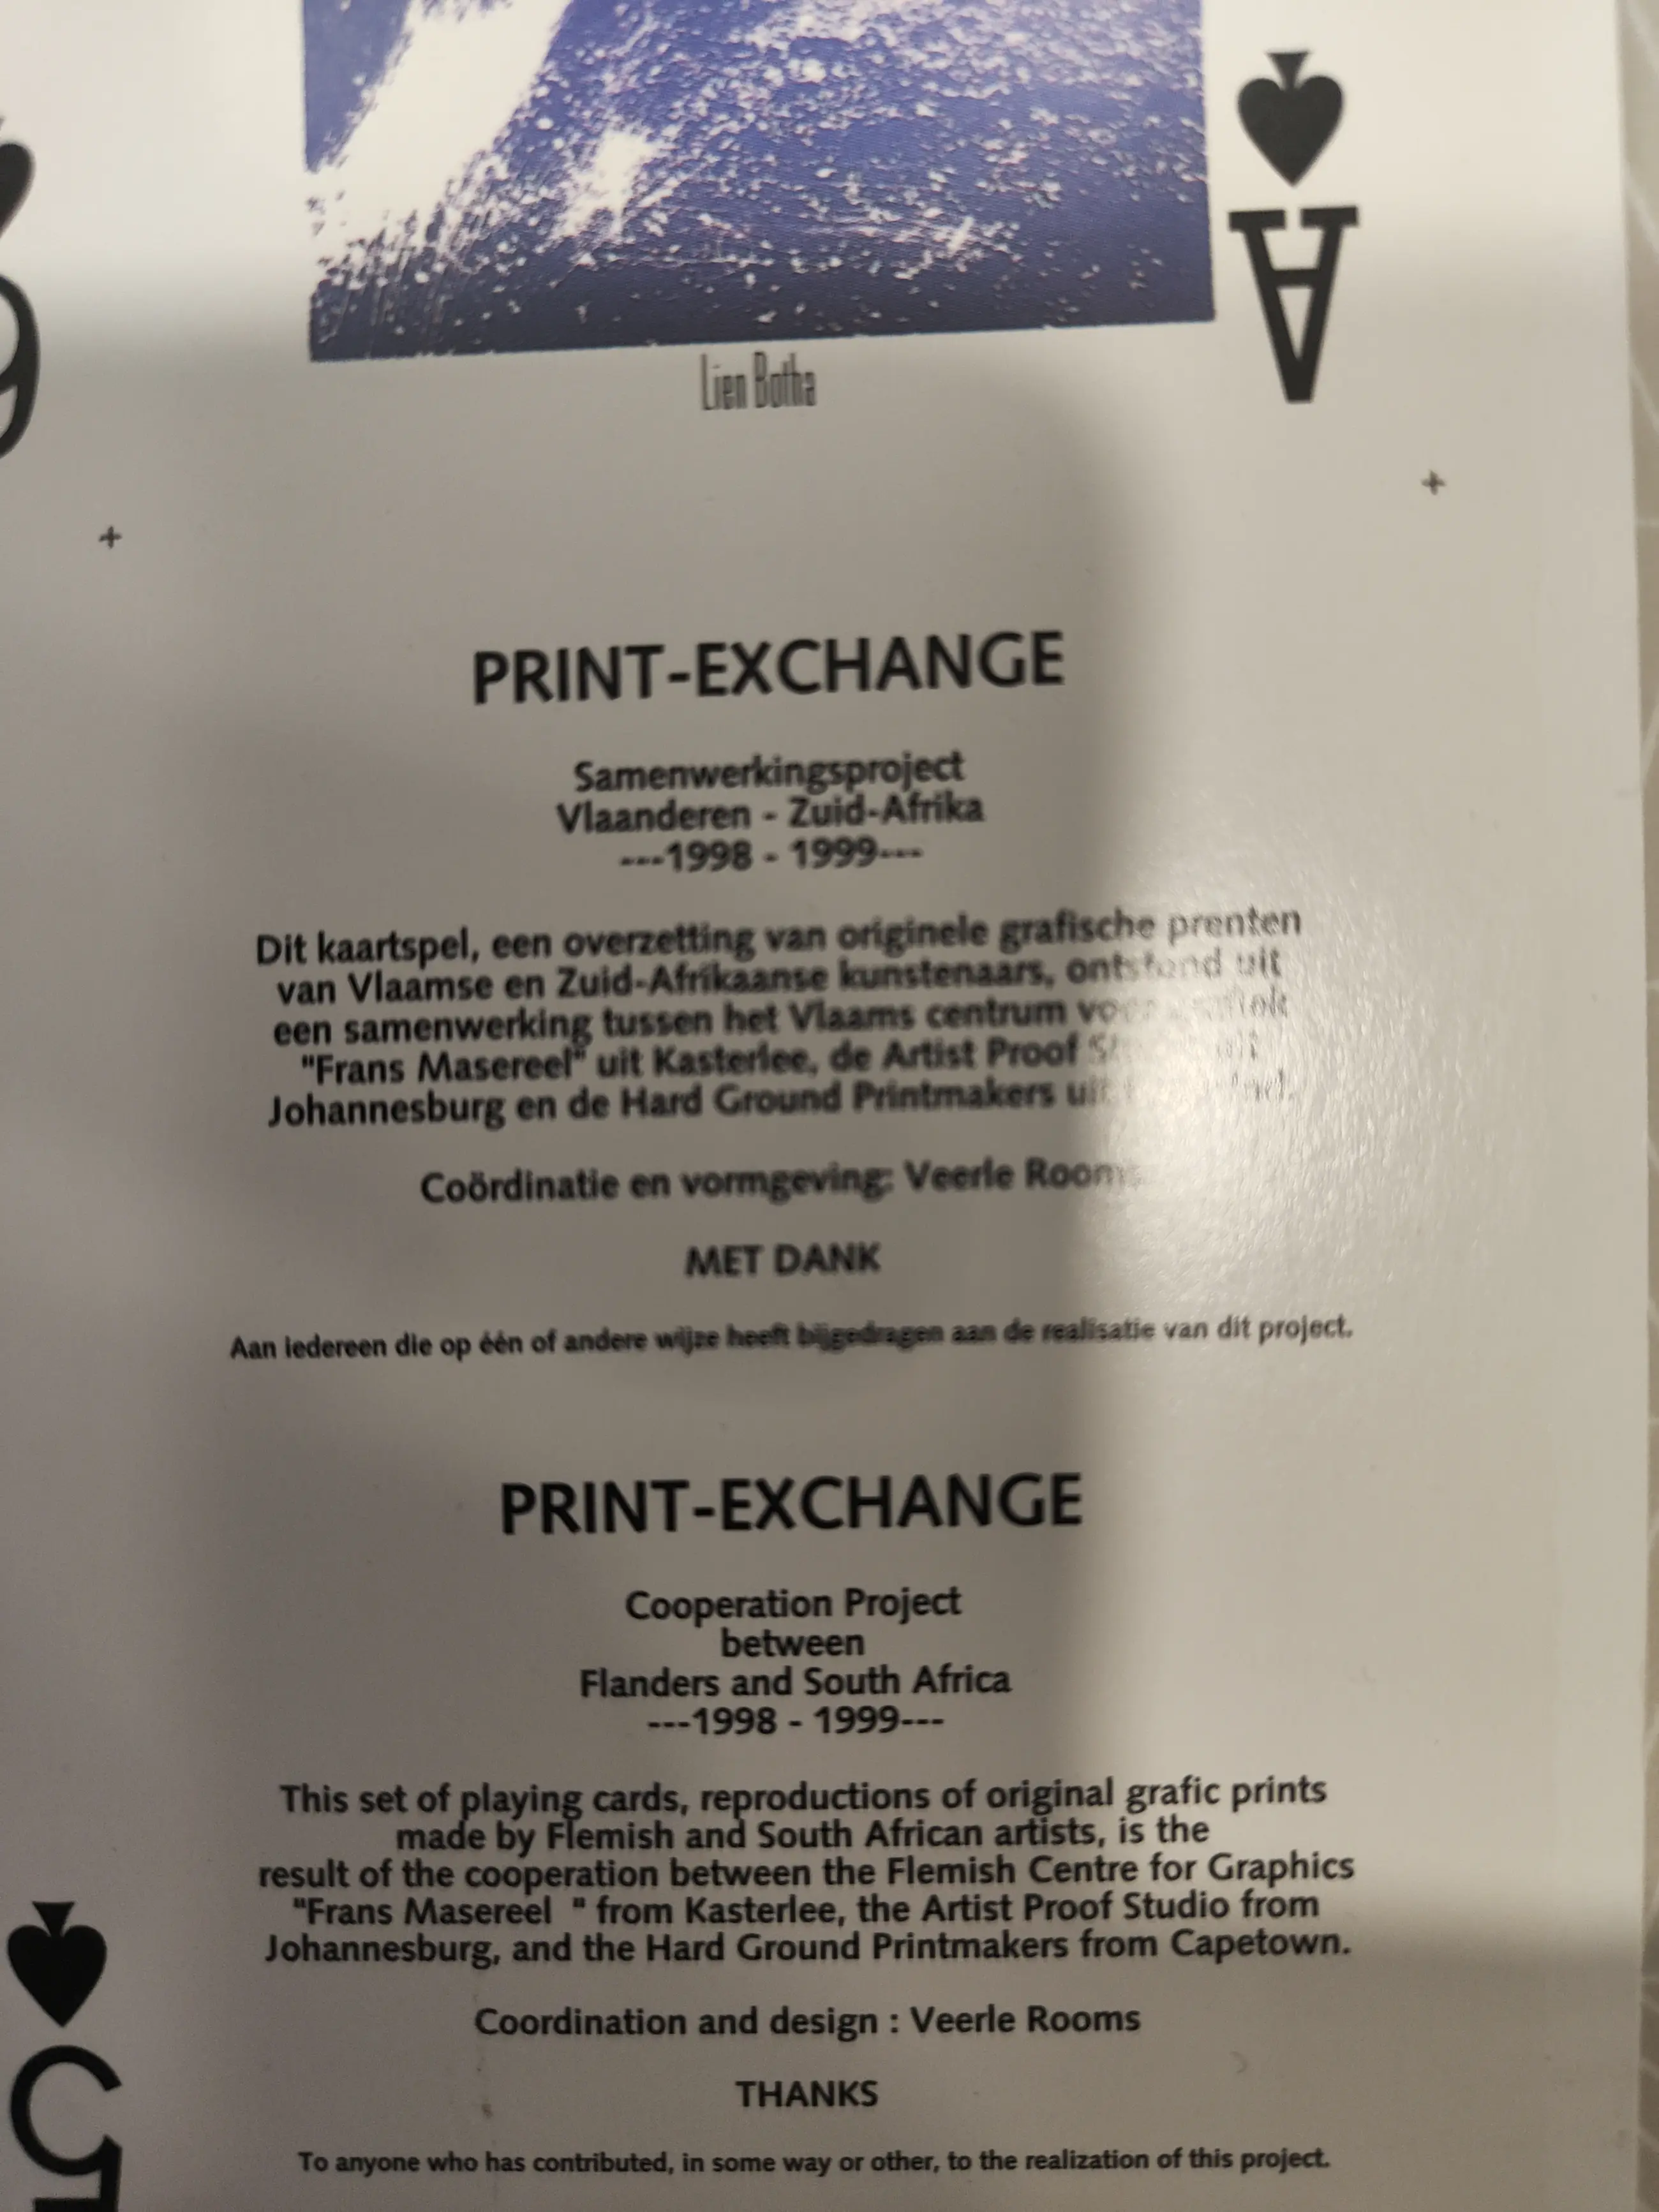 A
Lien Botha
PRINT-EXCHANGE
Samenwerkingsproject
Vlaanderen - Zuid-Afrika
---1998 - 1999---
Dit kaartspel, een overzetting van originele grafische prenten
van Vlaamse en Zuid-Afrikaanse kunstenaars, ontstond uit
een samenwerking tussen het Vlaams centrum
"Frans Masereel" uit Kasterlee, de Artist Proof
Johannesburg en de Hard Ground Printmakers uit
Coördinatie en vormgeving: Veerle Rooms
MET DANK
Aan iedereen die op één of andere wijze heeft bijgedragen aan de realisatie van dit project.
PRINT-EXCHANGE
Cooperation Project
between
Flanders and South Africa
---1998 - 1999---
This set of playing cards, reproductions of original grafic prints
made by Flemish and South African artists, is the
result of the cooperation between the Flemish Centre for Graphics
"Frans Masereel " from Kasterlee, the Artist Proof Studio from
Johannesburg, and the Hard Ground Printmakers from Capetown.
Coordination and design : Veerle Rooms
THANKS
To anyone who has contributed, in some way or other, to the realization of this project.